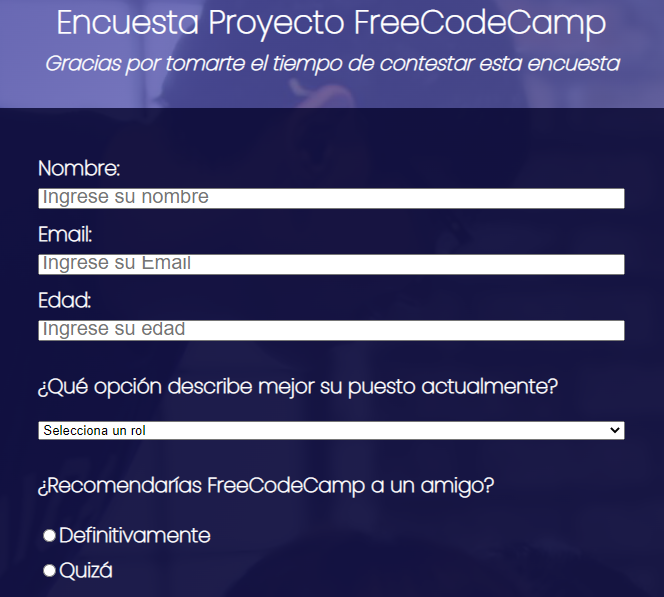 Encuesta Proyecto FreeCodeCamp
Gracias por tomarte el tiempo de contestar esta encuesta
Nombre:
Ingrese su nombre
Email:
Ingrese su Email
Edad:
Ingrese su edad
¿Qué opción describe mejor su puesto actualmente?
Selecciona un rol
¿Recomendarías FreeCodeCamp a un amigo?
Definitivamente
Quizá